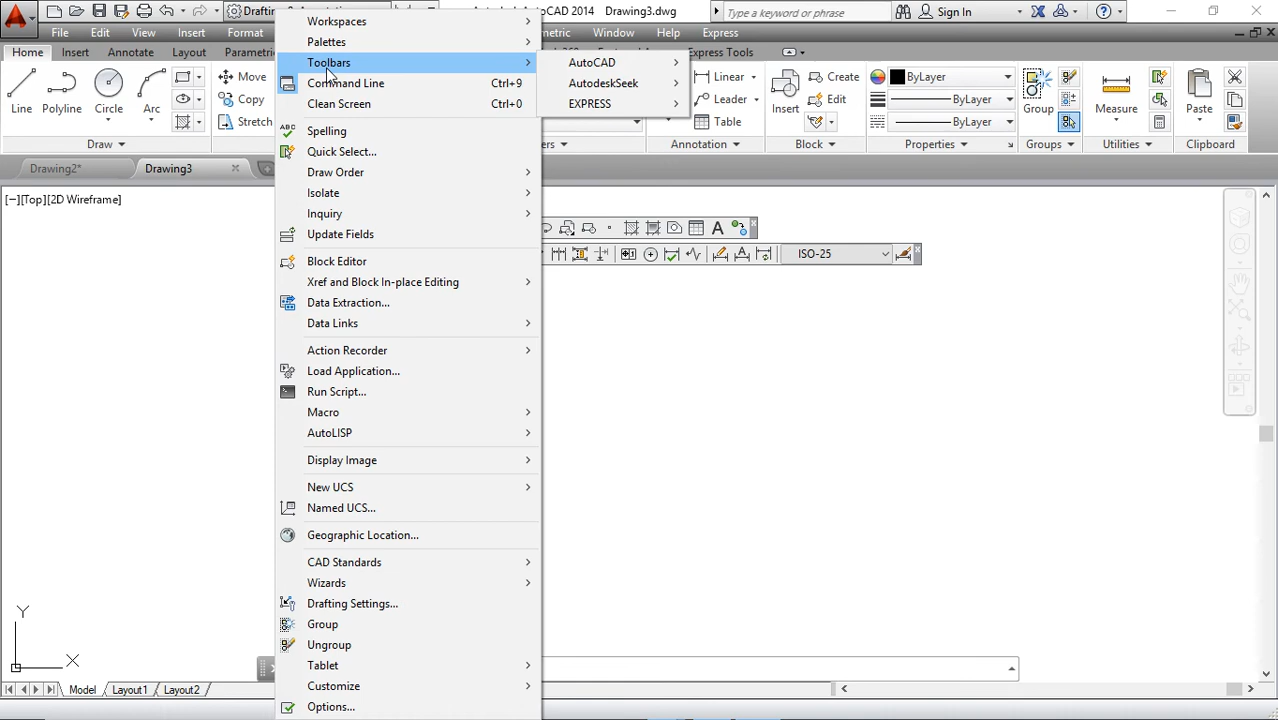 Drafting & Annotation
Autodesk AutoCAD 2014 Drawing3.dwg
Type a keyword or phrase
Sign In
File
Edit
View
Insert
Format
Window
Help
Express
Home
Insert
Annotate
Layout
Parametric
Express Tools
Line
Polyline
Circle
Arc
Move
Copy
Stretch
Draw
Workspaces
Palettes
Toolbars
Command Line Ctrl+9
Clean Screen Ctrl+0
Spelling
Quick Select...
Draw Order
Isolate
Inquiry
Update Fields
Block Editor
Xref and Block In-place Editing
Data Extraction...
Data Links
Action Recorder
Load Application...
Run Script...
Macro
AutoLISP
Display Image
New UCS
Named UCS...
Geographic Location...
CAD Standards
Wizards
Drafting Settings...
Group
Ungroup
Tablet
Customize
Options...
AutoCAD
AutodeskSeek
EXPRESS
Linear
Leader
Table
Annotation
Insert
Edit
Block
ByLayer
ByLayer
ByLayer
Properties
Group
Groups
Measure
Utilities
Paste
Clipboard
Drawing2*
Drawing3
[−][Top][2D Wireframe]
A
ISO-25
Y
X
Model
Layout1
Layout2